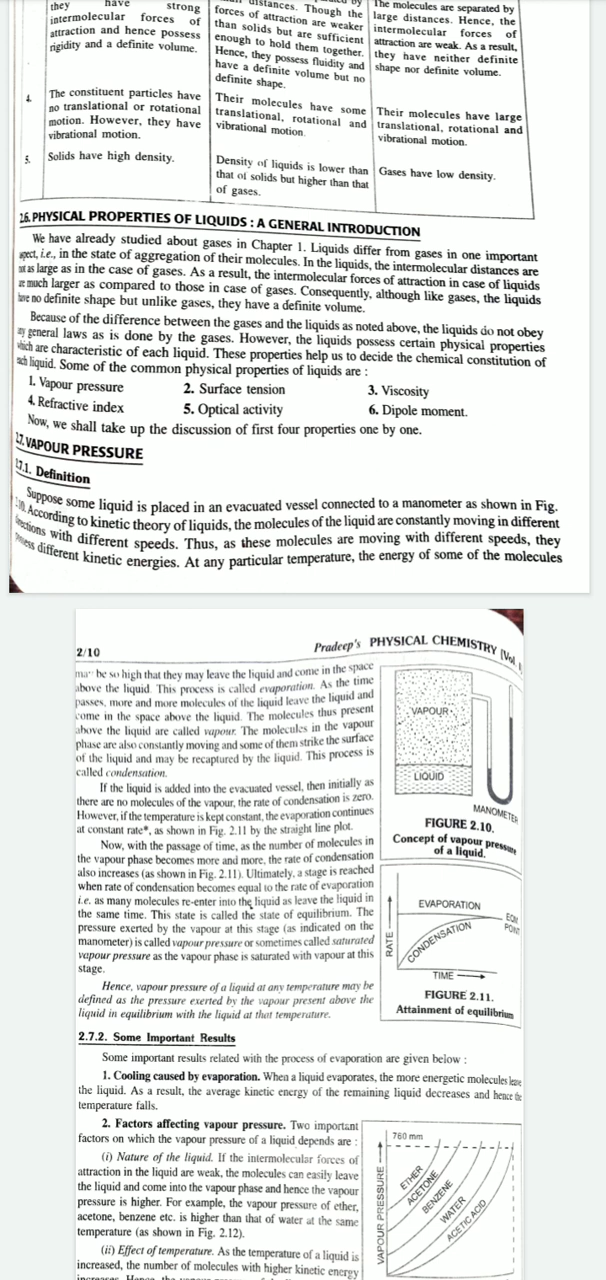 they have strong
intermolecular forces of
attraction and hence possess
rigidity and a definite volume.
distances. Though the
forces of attraction are weaker
than solids but are sufficient
enough to hold them together.
Hence, they possess fluidity and
have a definite volume but no
definite shape.
The molecules are separated by
large distances. Hence, the
intermolecular forces of
attraction are weak. As a result,
they have neither definite
shape nor definite volume.
4. The constituent particles have
no translational or rotational
motion. However, they have
vibrational motion.
Their molecules have some
translational, rotational and
vibrational motion.
Their molecules have large
translational, rotational and
vibrational motion.
5. Solids have high density.
Density of liquids is lower than
that of solids but higher than that
of gases.
Gases have low density.
2.6. PHYSICAL PROPERTIES OF LIQUIDS : A GENERAL INTRODUCTION
We have already studied about gases in Chapter 1. Liquids differ from gases in one important
aspect, i.e., in the state of aggregation of their molecules. In the liquids, the intermolecular distances are
not as large as in the case of gases. As a result, the intermolecular forces of attraction in case of liquids
are much larger as compared to those in case of gases. Consequently, although like gases, the liquids
have no definite shape but unlike gases, they have a definite volume.
Because of the difference between the gases and the liquids as noted above, the liquids do not obey
any general laws as is done by the gases. However, the liquids possess certain physical properties
which are characteristic of each liquid. These properties help us to decide the chemical constitution of
each liquid. Some of the common physical properties of liquids are :
1. Vapour pressure 2. Surface tension 3. Viscosity
4. Refractive index 5. Optical activity 6. Dipole moment.
Now, we shall take up the discussion of first four properties one by one.
2.7. VAPOUR PRESSURE
2.7.1. Definition
Suppose some liquid is placed in an evacuated vessel connected to a manometer as shown in Fig.
2.10. According to kinetic theory of liquids, the molecules of the liquid are constantly moving in different
directions with different speeds. Thus, as these molecules are moving with different speeds, they
possess different kinetic energies. At any particular temperature, the energy of some of the molecules
2/10 Pradeep's PHYSICAL CHEMISTRY (Vol. I
may be so high that they may leave the liquid and come in the space
above the liquid. This process is called evaporation. As the time
passes, more and more molecules of the liquid leave the liquid and
come in the space above the liquid. The molecules thus present
above the liquid are called vapour. The molecules in the vapour
phase are also constantly moving and some of them strike the surface
of the liquid and may be recaptured by the liquid. This process is
called condensation.
If the liquid is added into the evacuated vessel, then initially as
there are no molecules of the vapour, the rate of condensation is zero.
However, if the temperature is kept constant, the evaporation continues
at constant rate*, as shown in Fig. 2.11 by the straight line plot.
Now, with the passage of time, as the number of molecules in
the vapour phase becomes more and more, the rate of condensation
also increases (as shown in Fig. 2.11). Ultimately, a stage is reached
when rate of condensation becomes equal to the rate of evaporation
i.e. as many molecules re-enter into the liquid as leave the liquid in
the same time. This state is called the state of equilibrium. The
pressure exerted by the vapour at this stage (as indicated on the
manometer) is called vapour pressure or sometimes called saturated
vapour pressure as the vapour phase is saturated with vapour at this
stage.
Hence, vapour pressure of a liquid at any temperature may be
defined as the pressure exerted by the vapour present above the
liquid in equilibrium with the liquid at that temperature.
VAPOUR
LIQUID
MANOMETER
FIGURE 2.10.
Concept of vapour pressure
of a liquid.
EVAPORATION
EQM
POINT
CONDENSATION
RATE
TIME
FIGURE 2.11.
Attainment of equilibrium
2.7.2. Some Important Results
Some important results related with the process of evaporation are given below :
1. Cooling caused by evaporation. When a liquid evaporates, the more energetic molecules leave
the liquid. As a result, the average kinetic energy of the remaining liquid decreases and hence the
temperature falls.
2. Factors affecting vapour pressure. Two important
factors on which the vapour pressure of a liquid depends are :
(i) Nature of the liquid. If the intermolecular forces of
attraction in the liquid are weak, the molecules can easily leave
the liquid and come into the vapour phase and hence the vapour
pressure is higher. For example, the vapour pressure of ether,
acetone, benzene etc. is higher than that of water at the same
temperature (as shown in Fig. 2.12).
(ii) Effect of temperature. As the temperature of a liquid is
increased, the number of molecules with higher kinetic energy
increases. Hence
760 mm
VAPOUR PRESSURE
ETHER
ACETONE
BENZENE
WATER
ACETIC ACID